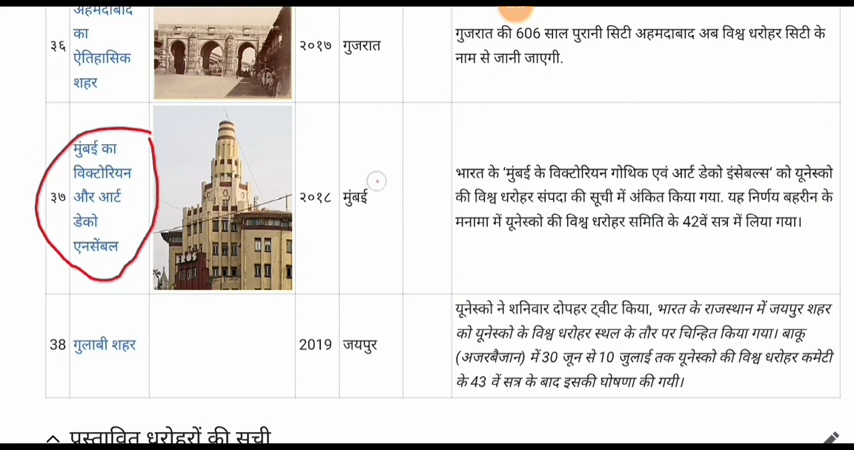 अहमदाबाद
का
ऐतिहासिक
शहर
३६
२०१७
गुजरात
गुजरात की 606 साल पुरानी सिटी अहमदाबाद अब विश्व धरोहर सिटी के
नाम से जानी जाएगी.
मुंबई का
विक्टोरियन
और आर्ट
डेको
एनसेंबल
३७
२०१८
मुंबई
भारत के 'मुंबई के विक्टोरियन गोथिक एवं आर्ट डेको इंसेबल्स' को यूनेस्को
की विश्व धरोहर संपदा की सूची में अंकित किया गया. यह निर्णय बहरीन के
मनामा में यूनेस्को की विश्व धरोहर समिति के 42वें सत्र में लिया गया।
38
गुलाबी शहर
2019
जयपुर
यूनेस्को ने शनिवार दोपहर ट्वीट किया, भारत के राजस्थान में जयपुर शहर
को यूनेस्को के विश्व धरोहर स्थल के तौर पर चिन्हित किया गया। बाकू
(अजरबैजान) में 30 जून से 10 जुलाई तक यूनेस्को की विश्व धरोहर कमेटी
के 43 वें सत्र के बाद इसकी घोषणा की गयी।
प्रस्तावित धरोहरों की सूची